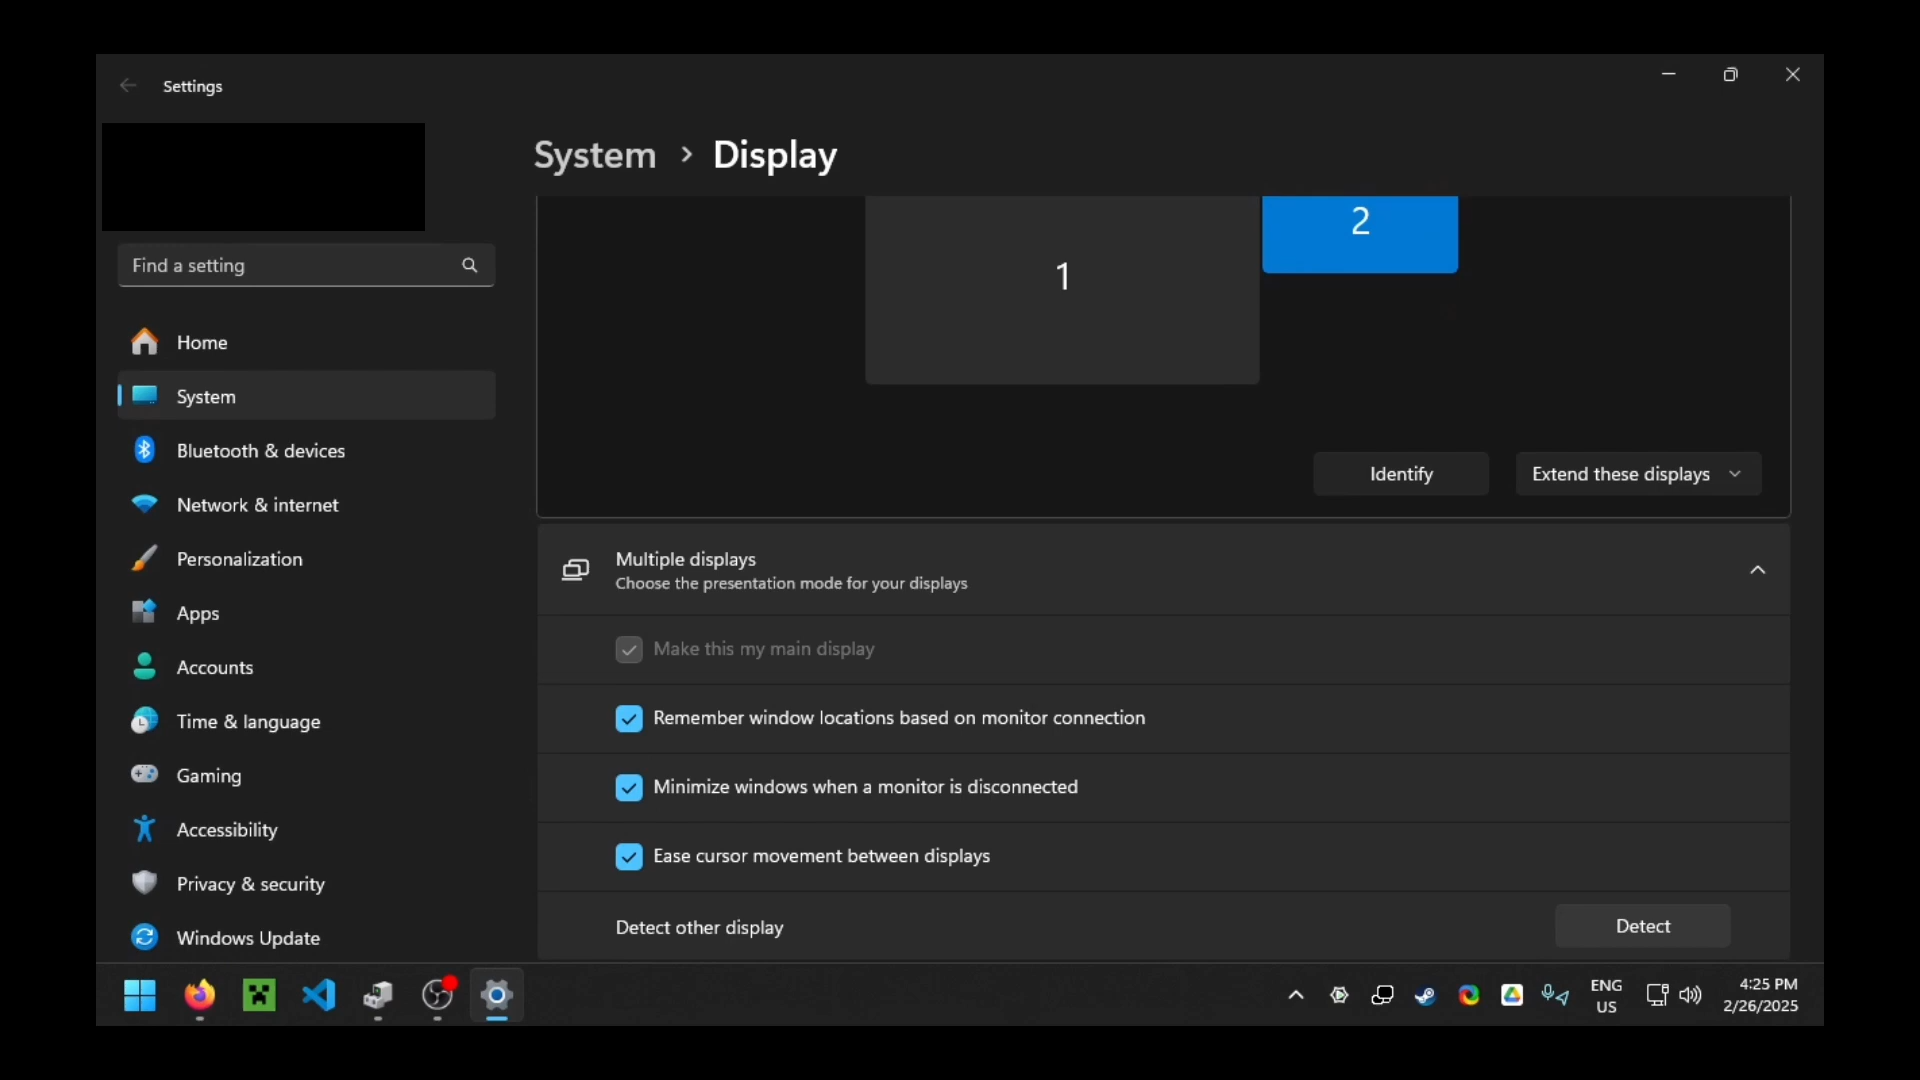 Settings
System > Display
Find a setting
Home
System
Bluetooth & devices
Network & internet
Personalization
Apps
Accounts
Time & language
Gaming
Accessibility
Privacy & security
Windows Update
1
2
Identify
Extend these displays
Multiple displays
Choose the presentation mode for your displays
Make this my main display
Remember window locations based on monitor connection
Minimize windows when a monitor is disconnected
Ease cursor movement between displays
Detect other display
Detect
ENG
US
4:25 PM
2/26/2025